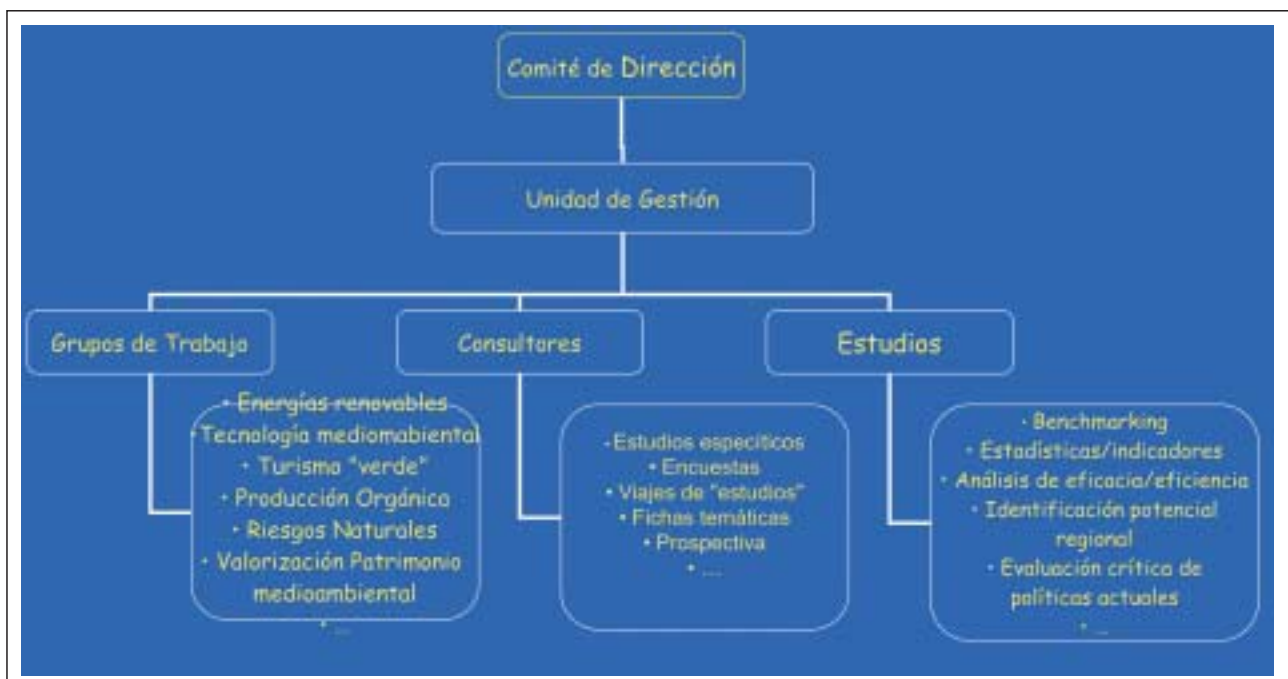 Comité de Dirección
Unidad de Gestión
Grupos de Trabajo
• Energías renovables
• Tecnología mediomabiental
• Turismo "verde"
• Producción Orgánica
• Riesgos Naturales
• Valorización Patrimonio
medioambiental
• ...
Consultores
• Estudios especíticos
• Encuestas
• Viajes de "estudios"
• Fichas temáticas
• Prospectiva
• ....
Estudios
• Benchmarking
• Estadísticas/indicadores
• Análisis de eficacia/eficiencia
• Identificación potencial
regional
• Evaluación crítica de
políticas actuales
• ...